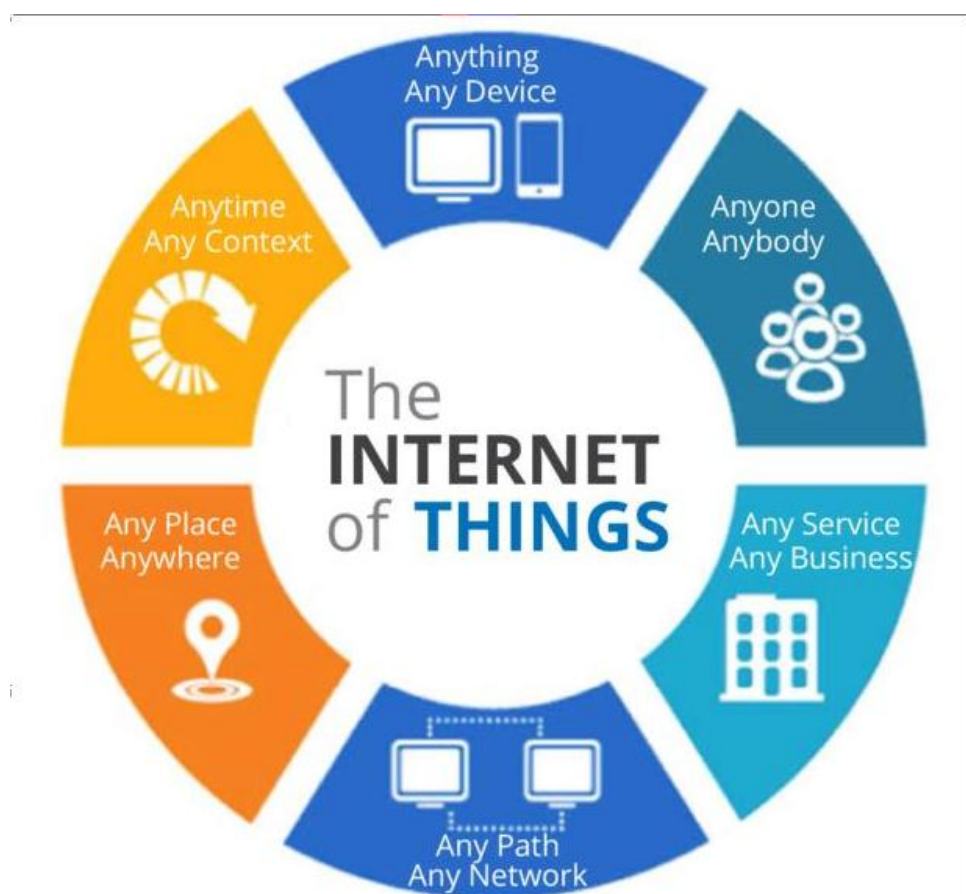 Anything
Any Device
Anyone
Anybody
Any Service
Any Business
Any Path
Any Network
Any Place
Anywhere
Anytime
Any Context
The
INTERNET
of THINGS